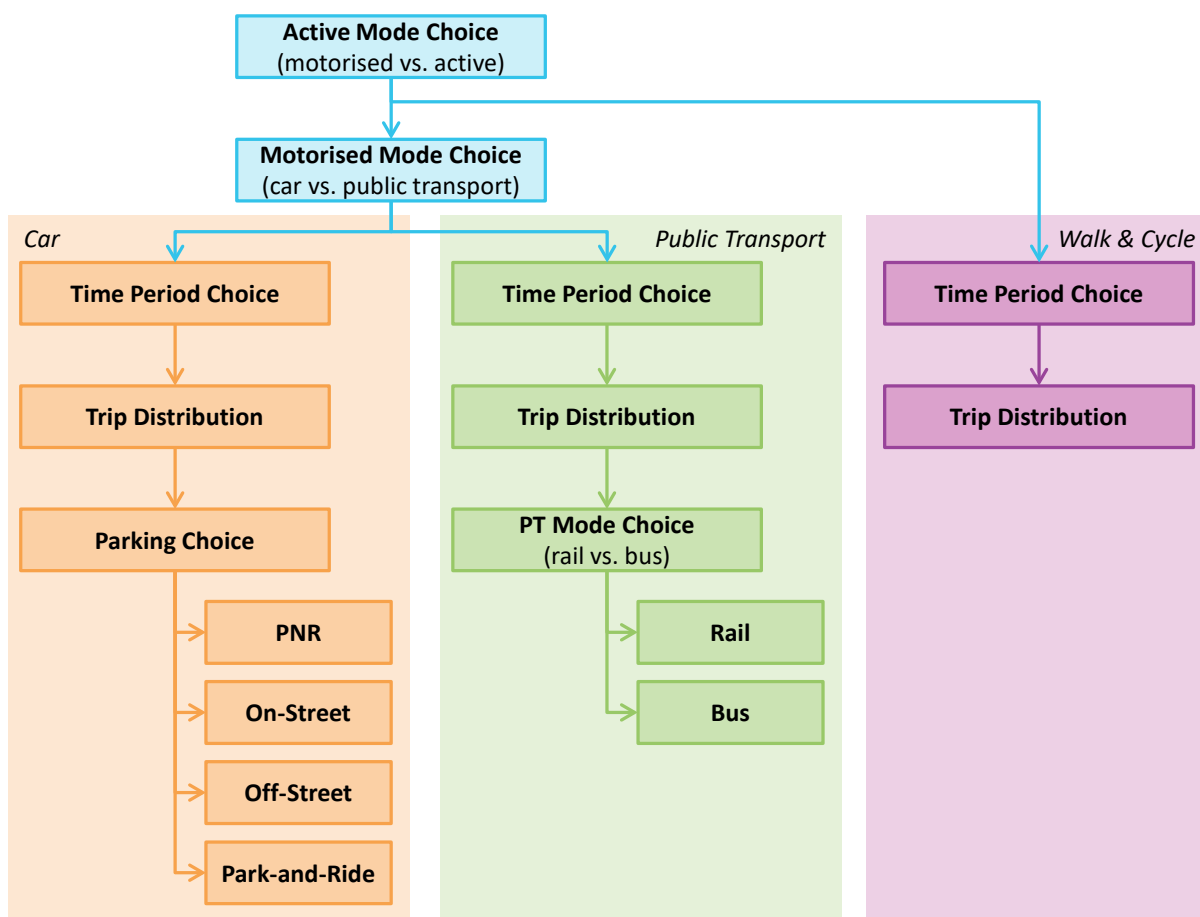 Active Mode Choice
(motorised vs. active)
Motorised Mode Choice
(car vs. public transport)
Car
Time Period Choice
Trip Distribution
Parking Choice
PNR
On-Street
Off-Street
Park-and-Ride
Public Transport
Time Period Choice
Trip Distribution
PT Mode Choice
(rail vs. bus)
Rail
Bus
Walk & Cycle
Time Period Choice
Trip Distribution